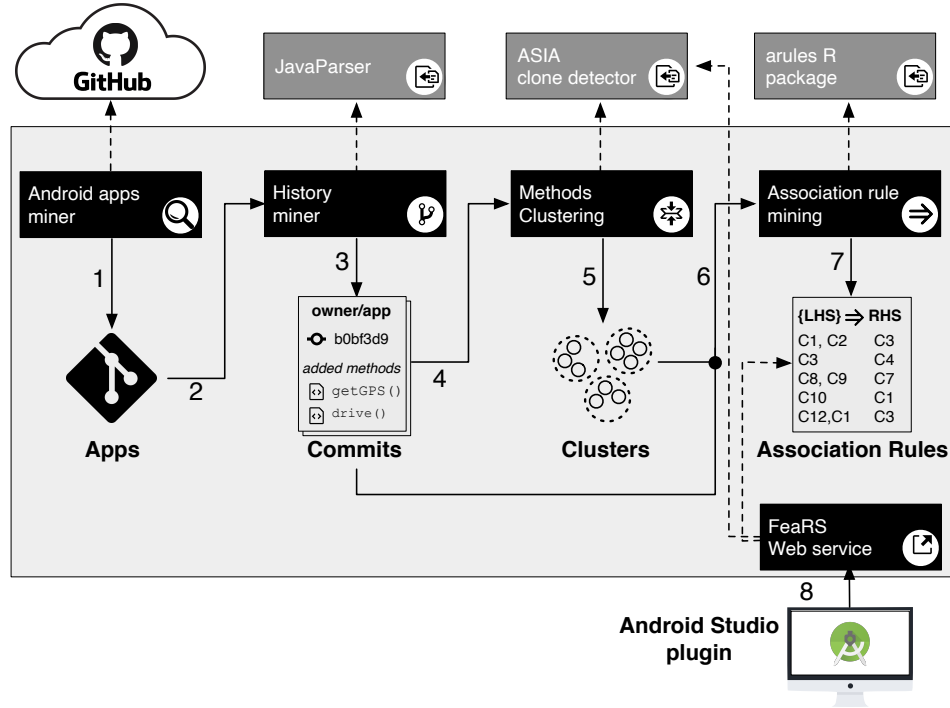 GitHub
JavaParser
ASIA
clone detector
arules R
package
Android apps
miner
History
miner
Methods
Clustering
Association rule
mining
1
2
3
4
5
6
7
owner/app
b0bf3d9
added methods
getGPS()
drive()
{LHS} ⇒ RHS
C1, C2 C3
C3 C4
C8, C9 C7
C10 C1
C12,C1 C3
Apps
Commits
Clusters
Association Rules
FeaRS
Web service
8
Android Studio
plugin